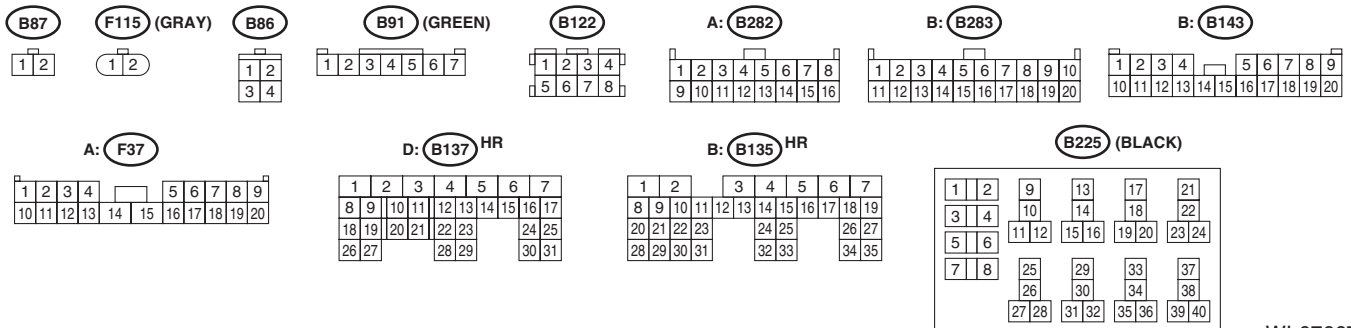 B87 F115 (GRAY) B86 B91 (GREEN) B122 A: B282 B: B283 B: B143
1 2
1 2
1 2
3 4
1 2 3 4 5 6 7
1 2 3 4
5 6 7 8
1 2 3 4 5 6 7 8
9 10 11 12 13 14 15 16
1 2 3 4 5 6 7 8 9 10
11 12 13 14 15 16 17 18 19 20
1 2 3 4 5 6 7 8 9
10 11 12 13 14 15 16 17 18 19 20
A: F37 D: B137 HR B: B135 HR B225 (BLACK)
1 2 3 4 5 6 7 8 9
10 11 12 13 14 15 16 17 18 19 20
1 2 3 4 5 6 7
8 9 10 11 12 13 14 15 16 17
18 19 20 21 22 23 24 25
26 27 28 29 30 31
1 2 3 4 5 6 7
8 9 10 11 12 13 14 15 16 17 18 19
20 21 22 23 24 25 26 27
28 29 30 31 32 33 34 35
1 2 9 13 17 21
3 4 10 14 18 22
5 6 11 12 15 16 19 20 23 24
7 8 25 29 33 37
26 30 34 38
27 28 31 32 35 36 39 40